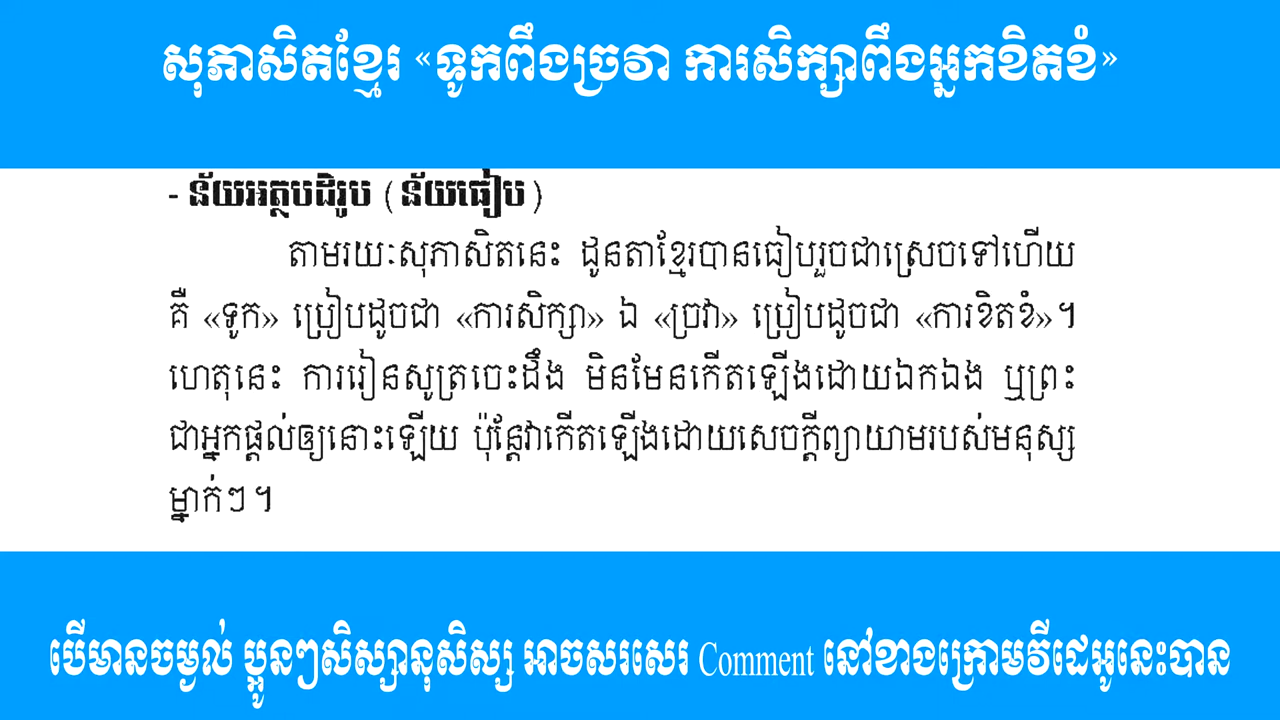 សុភាសិតខ្មែរ «ទូកពឹងច្រវា ការសិក្សាពឹងអ្នកខិតខំ»
- ន័យអត្ថបដិរូប (ន័យធៀប)
តាមរយៈសុភាសិតនេះ ដូនតាខ្មែរបានធៀបរួចជាស្រេចទៅហើយ
គឺ «ទូក» ប្រៀបដូចជា «ការសិក្សា» ឯ «ច្រវា» ប្រៀបដូចជា «ការខិតខំ»។
ហេតុនេះ ការរៀនសូត្រចេះដឹង មិនមែនកើតឡើងដោយឯកឯង ឬព្រះ
ជាអ្នកផ្តល់ឲ្យនោះឡើយ ប៉ុន្តែវាកើតឡើងដោយសេចក្តីព្យាយាមរបស់មនុស្ស
ម្នាក់ៗ។
បើមានចម្ងល់ ប្អូនៗសិស្សានុសិស្ស អាចសរសេរ Comment នៅខាងក្រោមវីដេអូនេះបាន